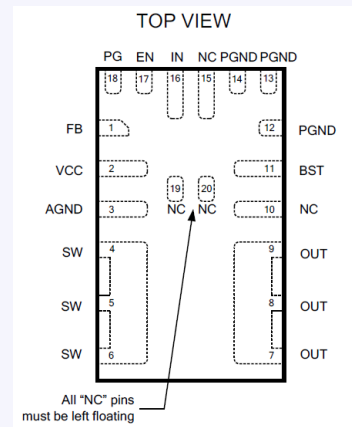 TOP VIEW
PG EN IN NC PGND PGND
18 17 16 15 14 13
FB 1 12 PGND
VCC 2 11 BST
19 20
AGND 3 NC NC 10 NC
SW 4 9 OUT
SW 5 8 OUT
SW 6 7 OUT
All “NC” pins
must be left floating